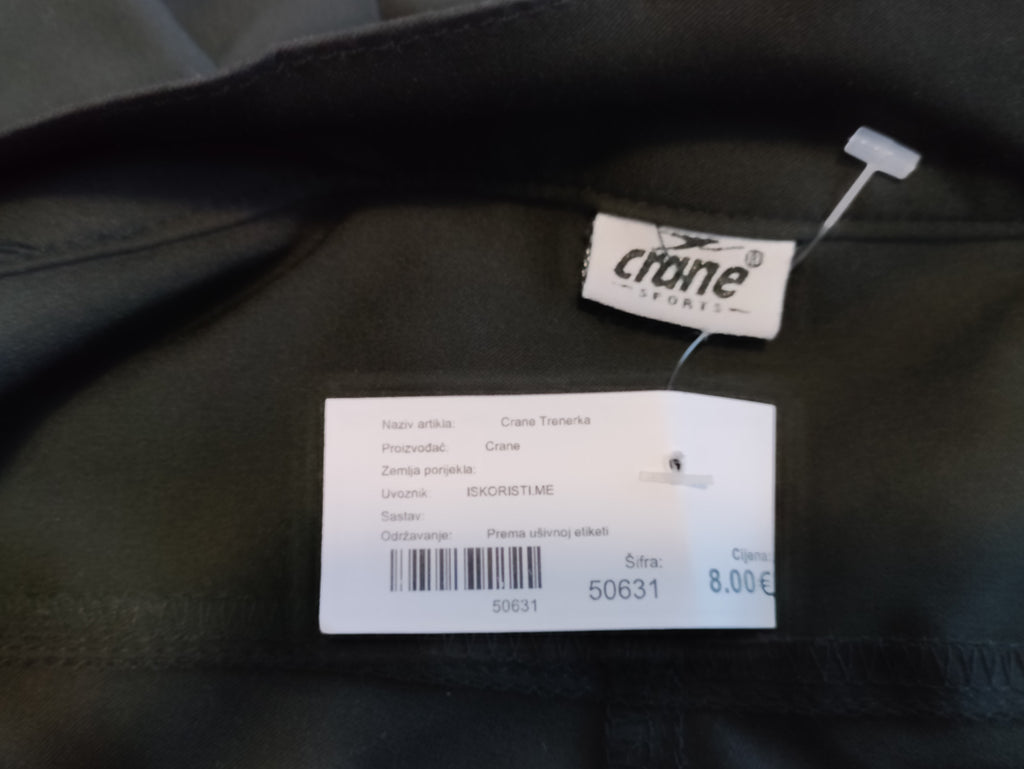 crane®
SPORTS
Naziv artikla: Crane Trenerka
Proizvođač: Crane
Zemlja porijekla:
Uvoznik: ISKORISTI.ME
Sastav:
Održavanje: Prema ušivnoj etiketi
50631
Šifra:
50631
Cijena:
8.00€